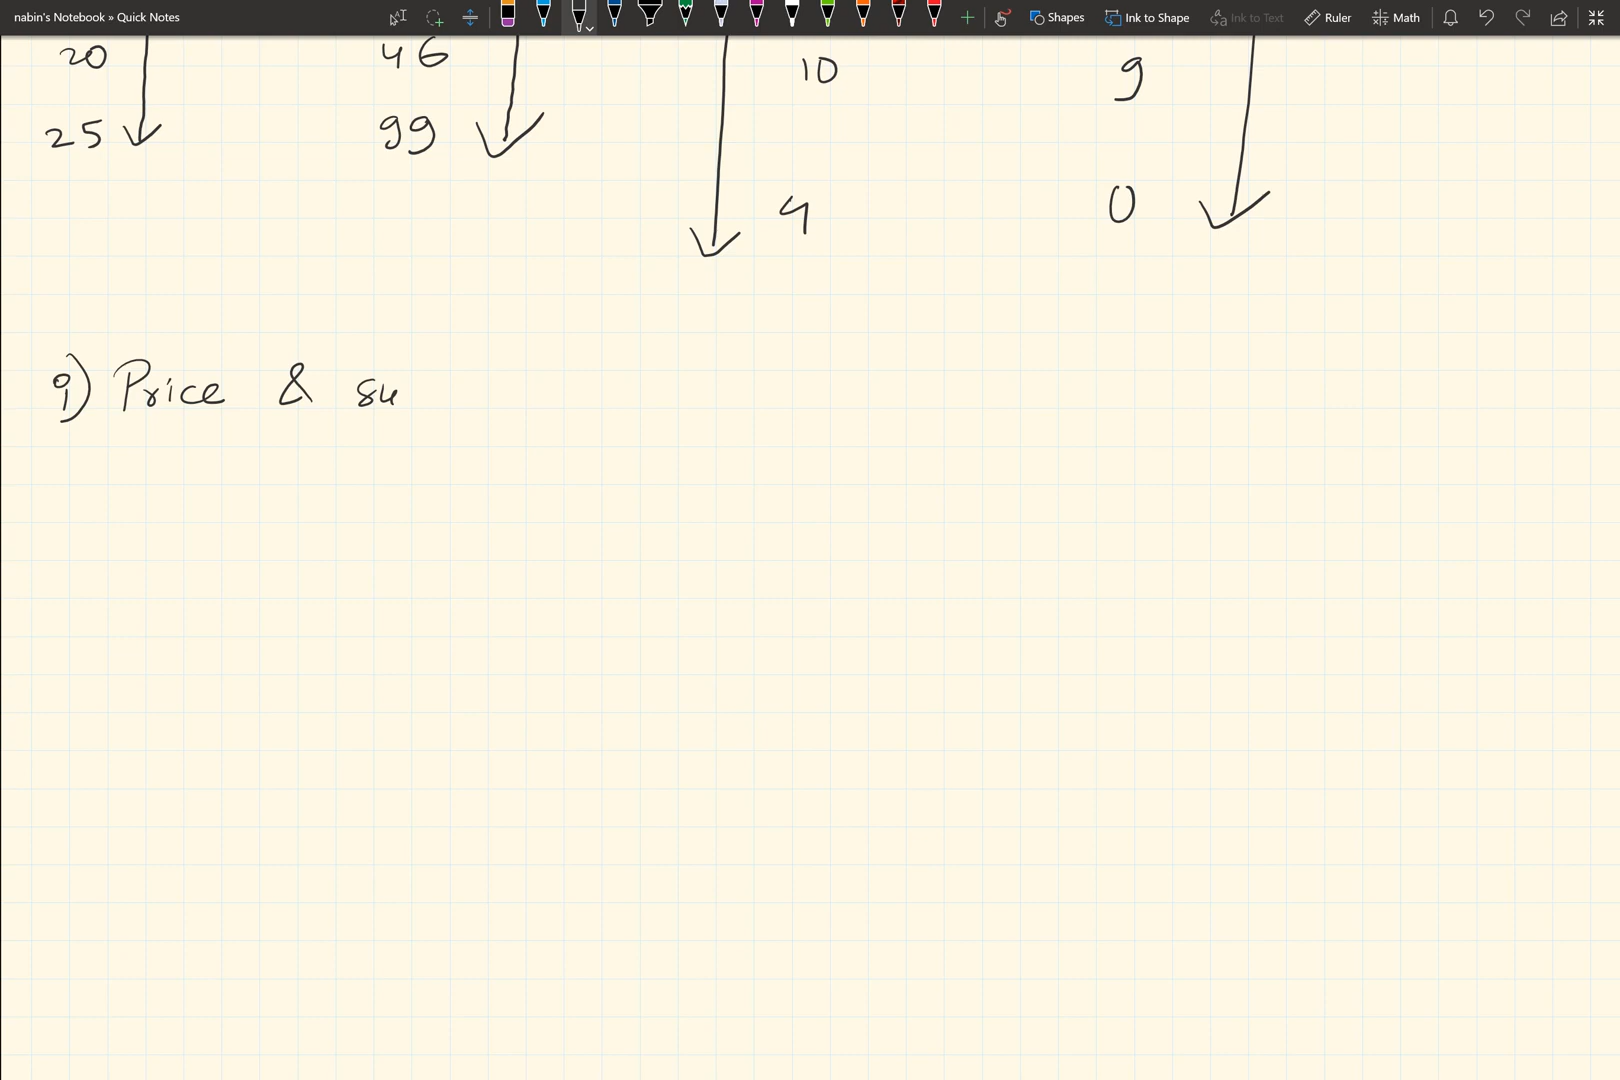 nabin's Notebook » Quick Notes Shapes Ink to Shape Ink to Text Ruler Math
20 46 10 9
25 99
4 0
i) Price & su